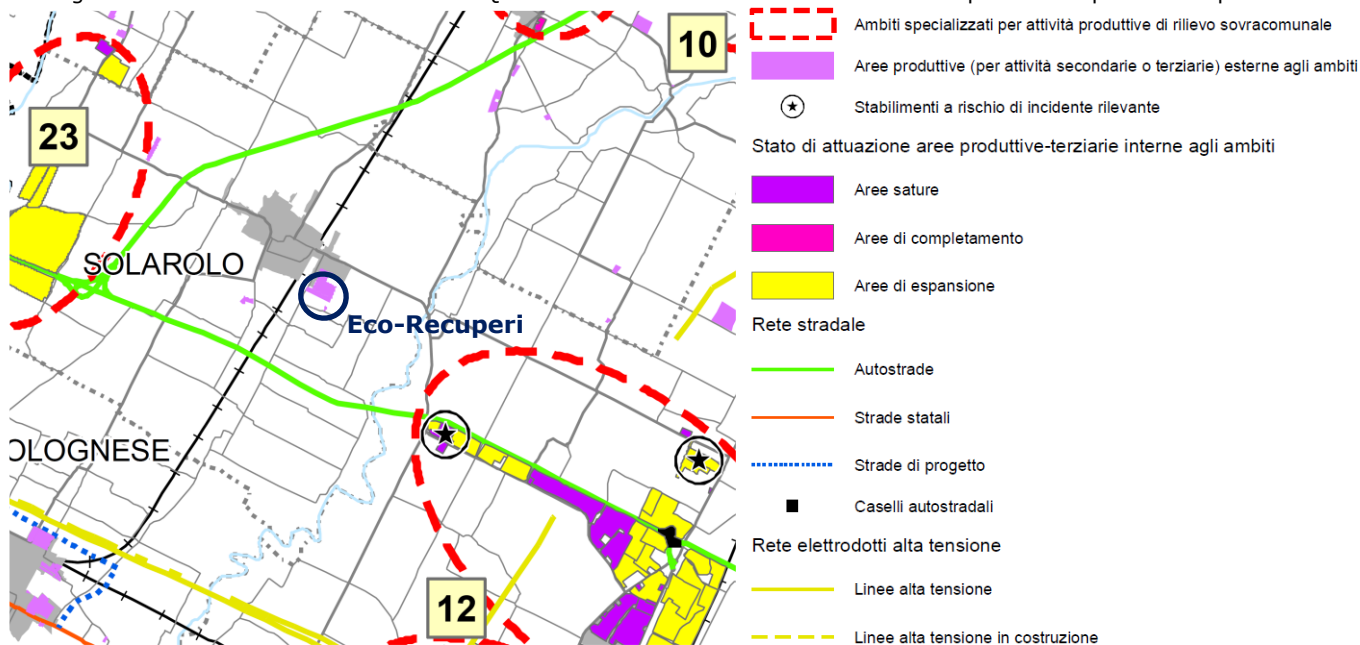 10
23
SOLAROLO
Eco-Recuperi
OLOGNESE
12
Ambiti specializzati per attività produttive di rilievo sovracomunale
Aree produttive (per attività secondarie o terziarie) esterne agli ambiti
Stabilimenti a rischio di incidente rilevante
Stato di attuazione aree produttive-terziarie interne agli ambiti
Aree sature
Aree di completamento
Aree di espansione
Rete stradale
Autostrade
Strade statali
Strade di progetto
Caselli autostradali
Rete elettrodotti alta tensione
Linee alta tensione
Linee alta tensione in costruzione